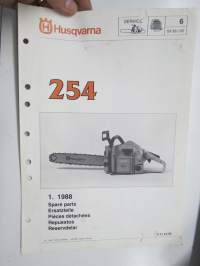 Husqvarna
SERVICE
6
254
1. 1988
Spare parts
Ersatzteile
Pièces détachées
Repuestos
Reservdelar